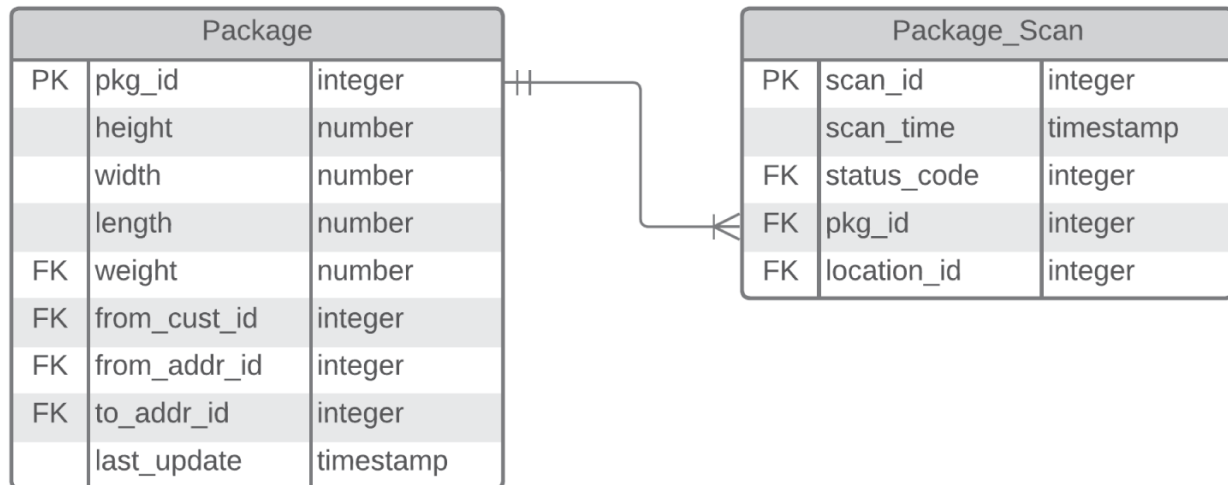 Package
PK pkg_id integer
height number
width number
length number
FK weight number
FK from_cust_id integer
FK from_addr_id integer
FK to_addr_id integer
last_update timestamp
Package_Scan
PK scan_id integer
scan_time timestamp
FK status_code integer
FK pkg_id integer
FK location_id integer